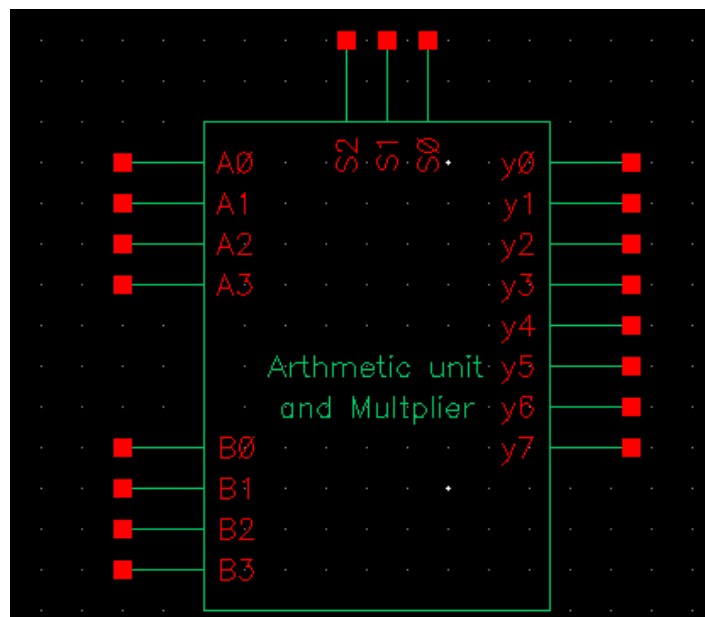 S2 S1 S0
A0 y0
A1 y1
A2 y2
A3 y3
y4
Arthmetic unit y5
and Multplier y6
B0 y7
B1
B2
B3